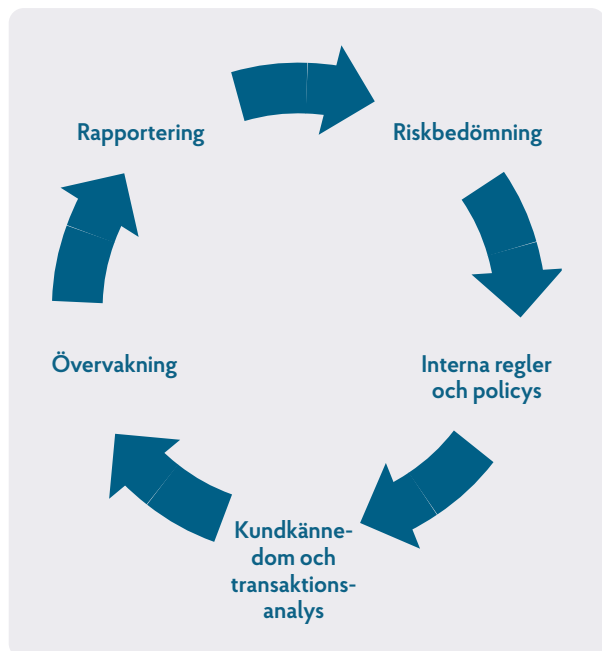 Rapportering
Riskbedömning
Övervakning
Interna regler
och policys
Kundkänne-
dom och
transaktions-
analys